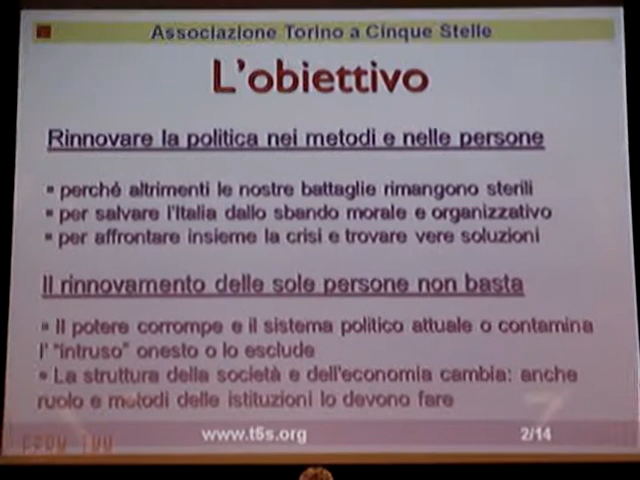 Associazione Torino a Cinque Stelle
L'obiettivo
Rinnovare la politica nei metodi e nelle persone
▪ perché altrimenti le nostre battaglie rimangono sterili
▪ per salvare l'Italia dallo sbando morale e organizzativo
▪ per affrontare insieme la crisi e trovare vere soluzioni
Il rinnovamento delle sole persone non basta
▪ Il potere corrompe e il sistema politico attuale o contamina
l' "intruso" onesto o lo esclude
▪ La struttura della società e dell'economia cambia: anche
ruolo e metodi delle istituzioni lo devono fare
www.t5s.org
2/14